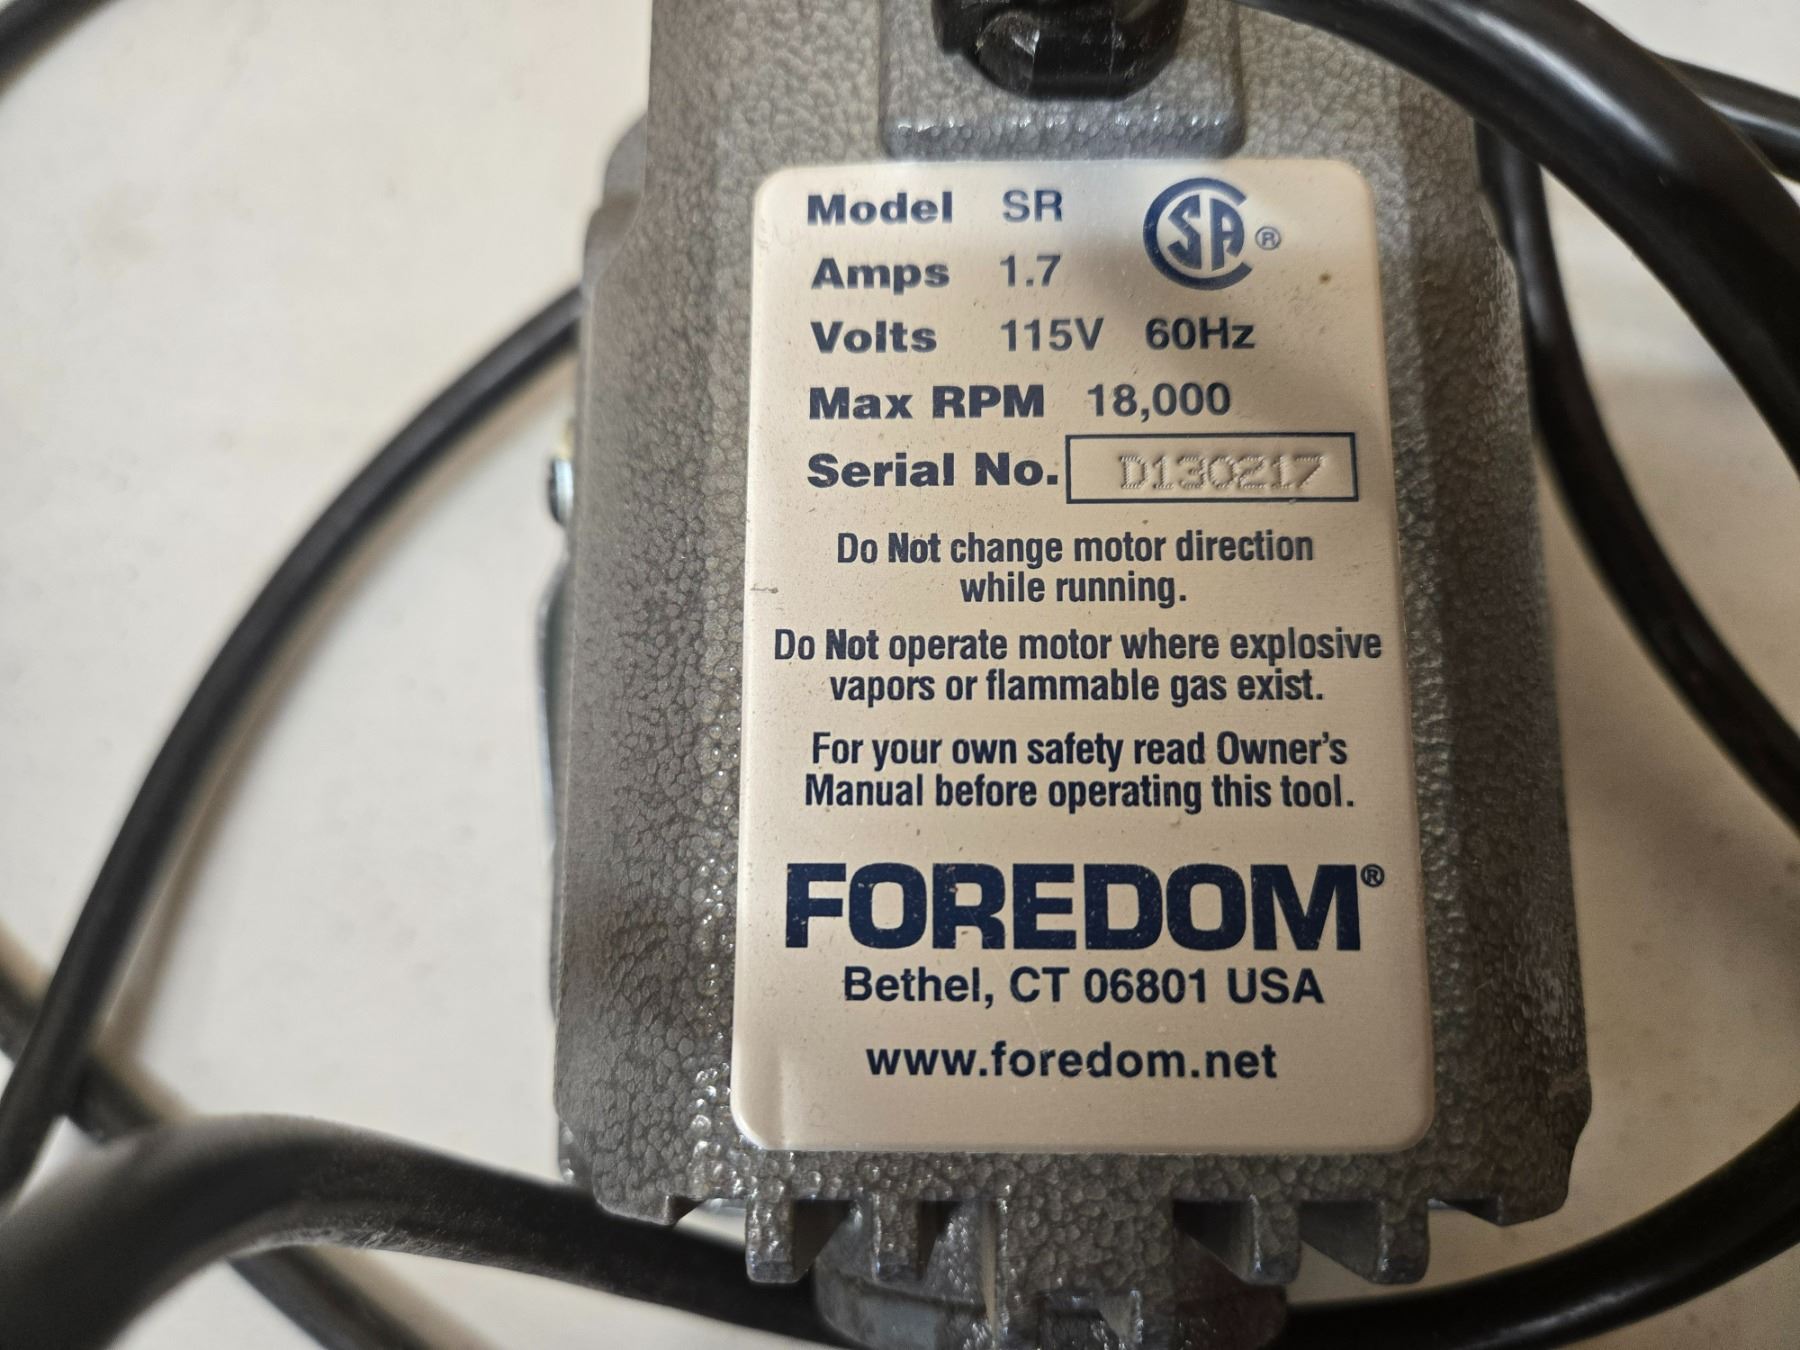 Model SR
SA ®
Amps 1.7
Volts 115V 60Hz
Max RPM 18,000
Serial No. D130217
Do Not change motor direction
while running.
Do Not operate motor where explosive
vapors or flammable gas exist.
For your own safety read Owner's
Manual before operating this tool.
FOREDOM®
Bethel, CT 06801 USA
www.foredom.net